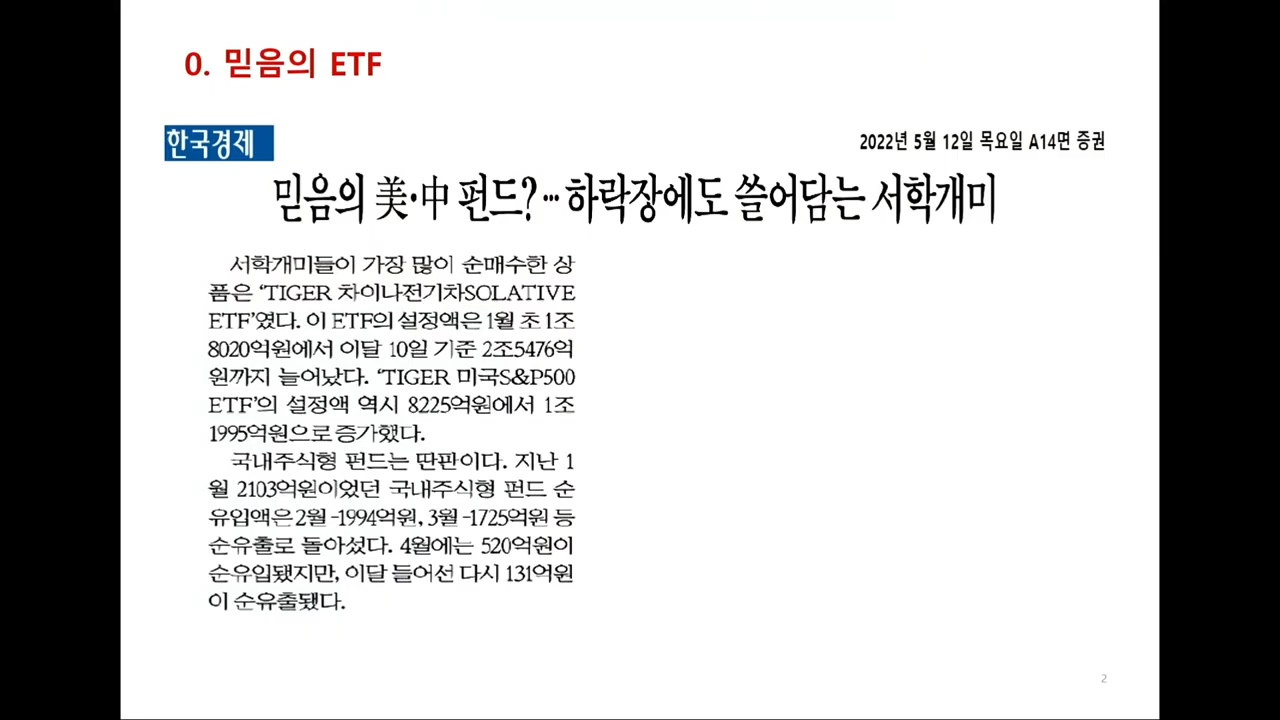 0. 믿음의 ETF
한국경제
2022년 5월 12일 목요일 A14면 증권
믿음의 美·中 펀드?…하락장에도 쓸어담는 서학개미
서학개미들이 가장 많이 순매수한 상
품은 ‘TIGER 차이나전기차SOLATIVE
ETF’였다. 이 ETF의 설정액은 1월 초 1조
8020억원에서 이달 10일 기준 2조5476억
원까지 늘어났다. ‘TIGER 미국S&P500
ETF’의 설정액 역시 8225억원에서 1조
1995억원으로 증가했다.
국내주식형 펀드는 딴판이다. 지난 1
월 2103억원이었던 국내주식형 펀드 순
유입액은 2월 -1994억원, 3월 -1725억원 등
순유출로 돌아섰다. 4월에는 520억원이
순유입됐지만, 이달 들어선 다시 131억원
이 순유출됐다.
2